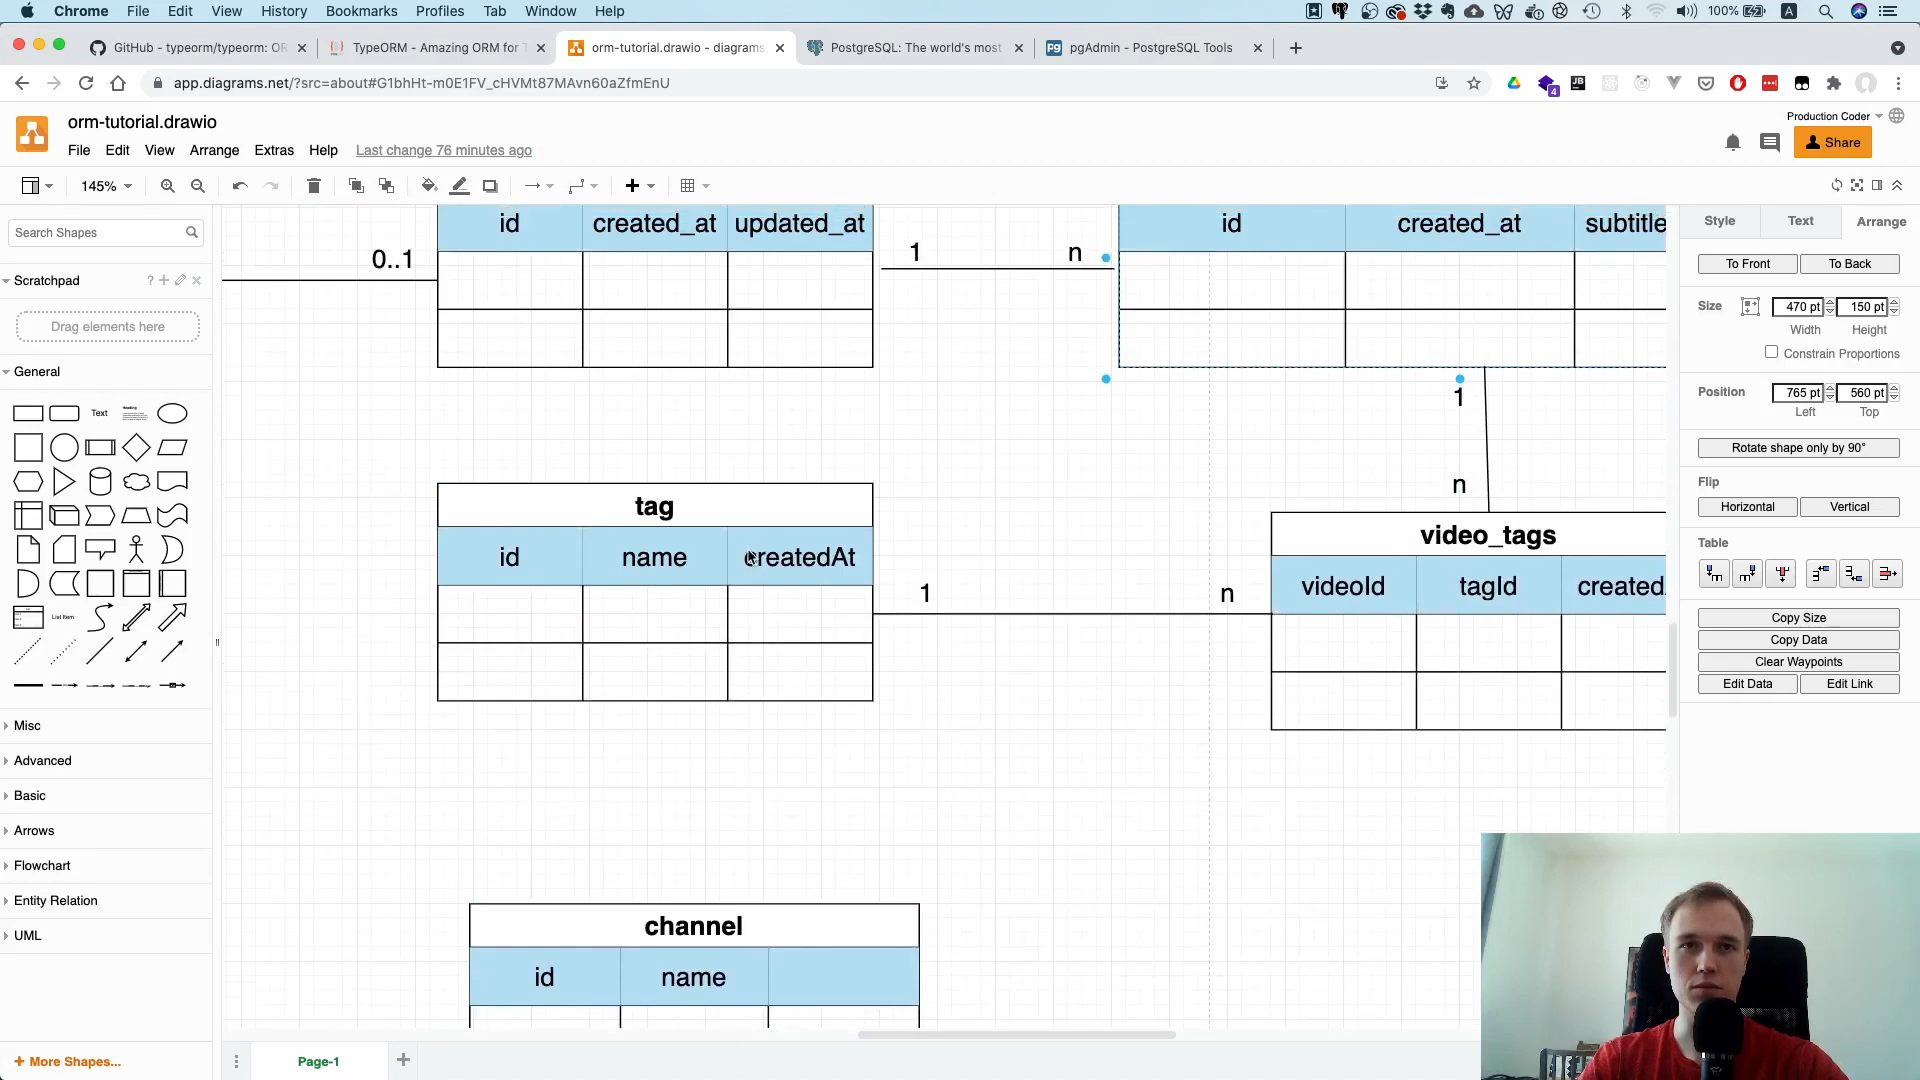 Chrome File Edit View History Bookmarks Profiles Tab Window Help 100% A
GitHub - typeorm/typeorm: OR
TypeORM - Amazing ORM for T
orm-tutorial.drawio - diagrams
PostgreSQL: The world's most
Pg pgAdmin - PostgreSQL Tools
app.diagrams.net/?src=about#G1bhHt-m0E1FV_cHVMt87MAvn60aZfmEnU
4
JB
orm-tutorial.drawio
Production Coder
File Edit View Arrange Extras Help Last change 76 minutes ago
Share
145%
Search Shapes
Scratchpad ?
Drag elements here
General
Text
Heading
List Item
Misc
Advanced
Basic
Arrows
Flowchart
Entity Relation
UML
+ More Shapes...
Page-1
id created_at updated_at
0..1
1 n
id created_at subtitle
1
n
tag
id name createdAt
1 n
video_tags
videoId tagId created
channel
id name
Style Text Arrange
To Front To Back
Size 470 pt 150 pt
Width Height
Constrain Proportions
Position 765 pt 560 pt
Left Top
Rotate shape only by 90°
Flip
Horizontal Vertical
Table
Copy Size
Copy Data
Clear Waypoints
Edit Data Edit Link